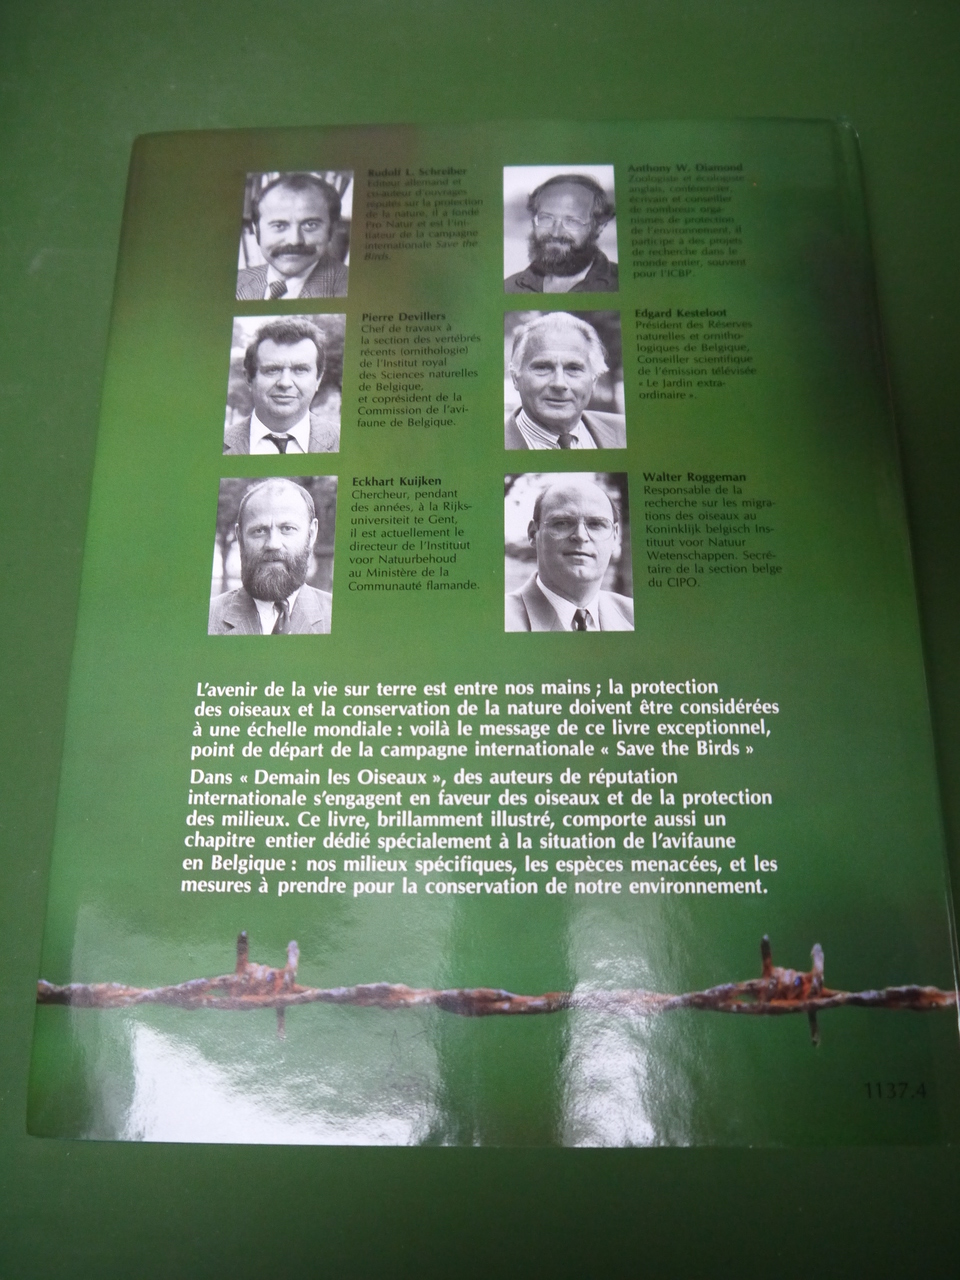 Rudolf L. Schreiber
Editeur allemand et
co-auteur d'ouvrages
réputés sur la protection
de la nature, il a fondé
Pro Natur et est l'ini-
tiateur de la campagne
internationale Save the
Birds.
Anthony W. Diamond
Zoologiste et écologiste
anglais, conférencier,
écrivain et conseiller
de nombreux orga-
nismes de protection
de l'environnement, il
participe à des projets
de recherche dans le
monde entier, souvent
pour l'ICBP.
Pierre Devillers
Chef de travaux à
la section des vertébrés
récents (ornithologie)
de l'Institut royal
des Sciences naturelles
de Belgique,
et coprésident de la
Commission de l'avi-
faune de Belgique.
Edgard Kesteloot
Président des Réserves
naturelles et ornitho-
logiques de Belgique,
Conseiller scientifique
de l'émission télévisée
« Le Jardin extra-
ordinaire ».
Eckhart Kuijken
Chercheur, pendant
des années, à la Rijks-
universiteit te Gent,
il est actuellement le
directeur de l'Instituut
voor Natuurbehoud
au Ministère de la
Communauté flamande.
Walter Roggeman
Responsable de la
recherche sur les migra-
tions des oiseaux au
Koninklijk belgisch Ins-
tituut voor Natuur
Wetenschappen. Secré-
taire de la section belge
du CIPO.
L'avenir de la vie sur terre est entre nos mains ; la protection
des oiseaux et la conservation de la nature doivent être considérées
à une échelle mondiale : voilà le message de ce livre exceptionnel,
point de départ de la campagne internationale « Save the Birds »
Dans « Demain les Oiseaux », des auteurs de réputation
internationale s'engagent en faveur des oiseaux et de la protection
des milieux. Ce livre, brillamment illustré, comporte aussi un
chapitre entier dédié spécialement à la situation de l'avifaune
en Belgique : nos milieux spécifiques, les espèces menacées, et les
mesures à prendre pour la conservation de notre environnement.
1137.4